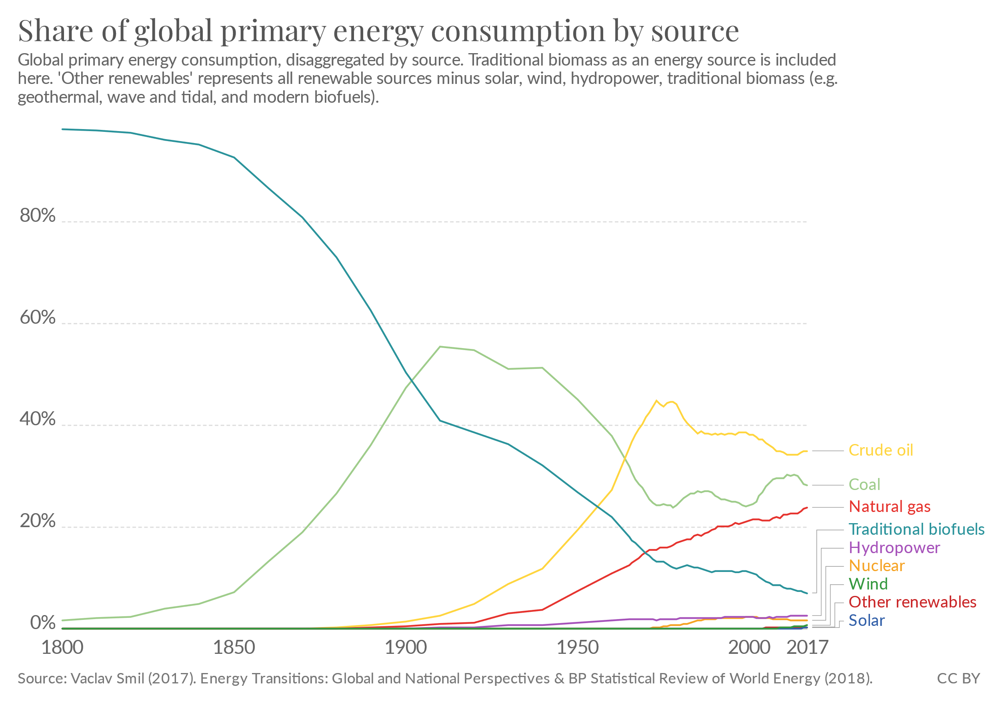 Share of global primary energy consumption by source
Global primary energy consumption, disaggregated by source. Traditional biomass as an energy source is included
here. 'Other renewables' represents all renewable sources minus solar, wind, hydropower, traditional biomass (e.g.
geothermal, wave and tidal, and modern biofuels).
80%
60%
40%
20%
0%
Crude oil
Coal
Natural gas
Traditional biofuels
Hydropower
Nuclear
Wind
Other renewables
Solar
1800 1850 1900 1950 2000 2017
Source: Vaclav Smil (2017). Energy Transitions: Global and National Perspectives & BP Statistical Review of World Energy (2018). CC BY